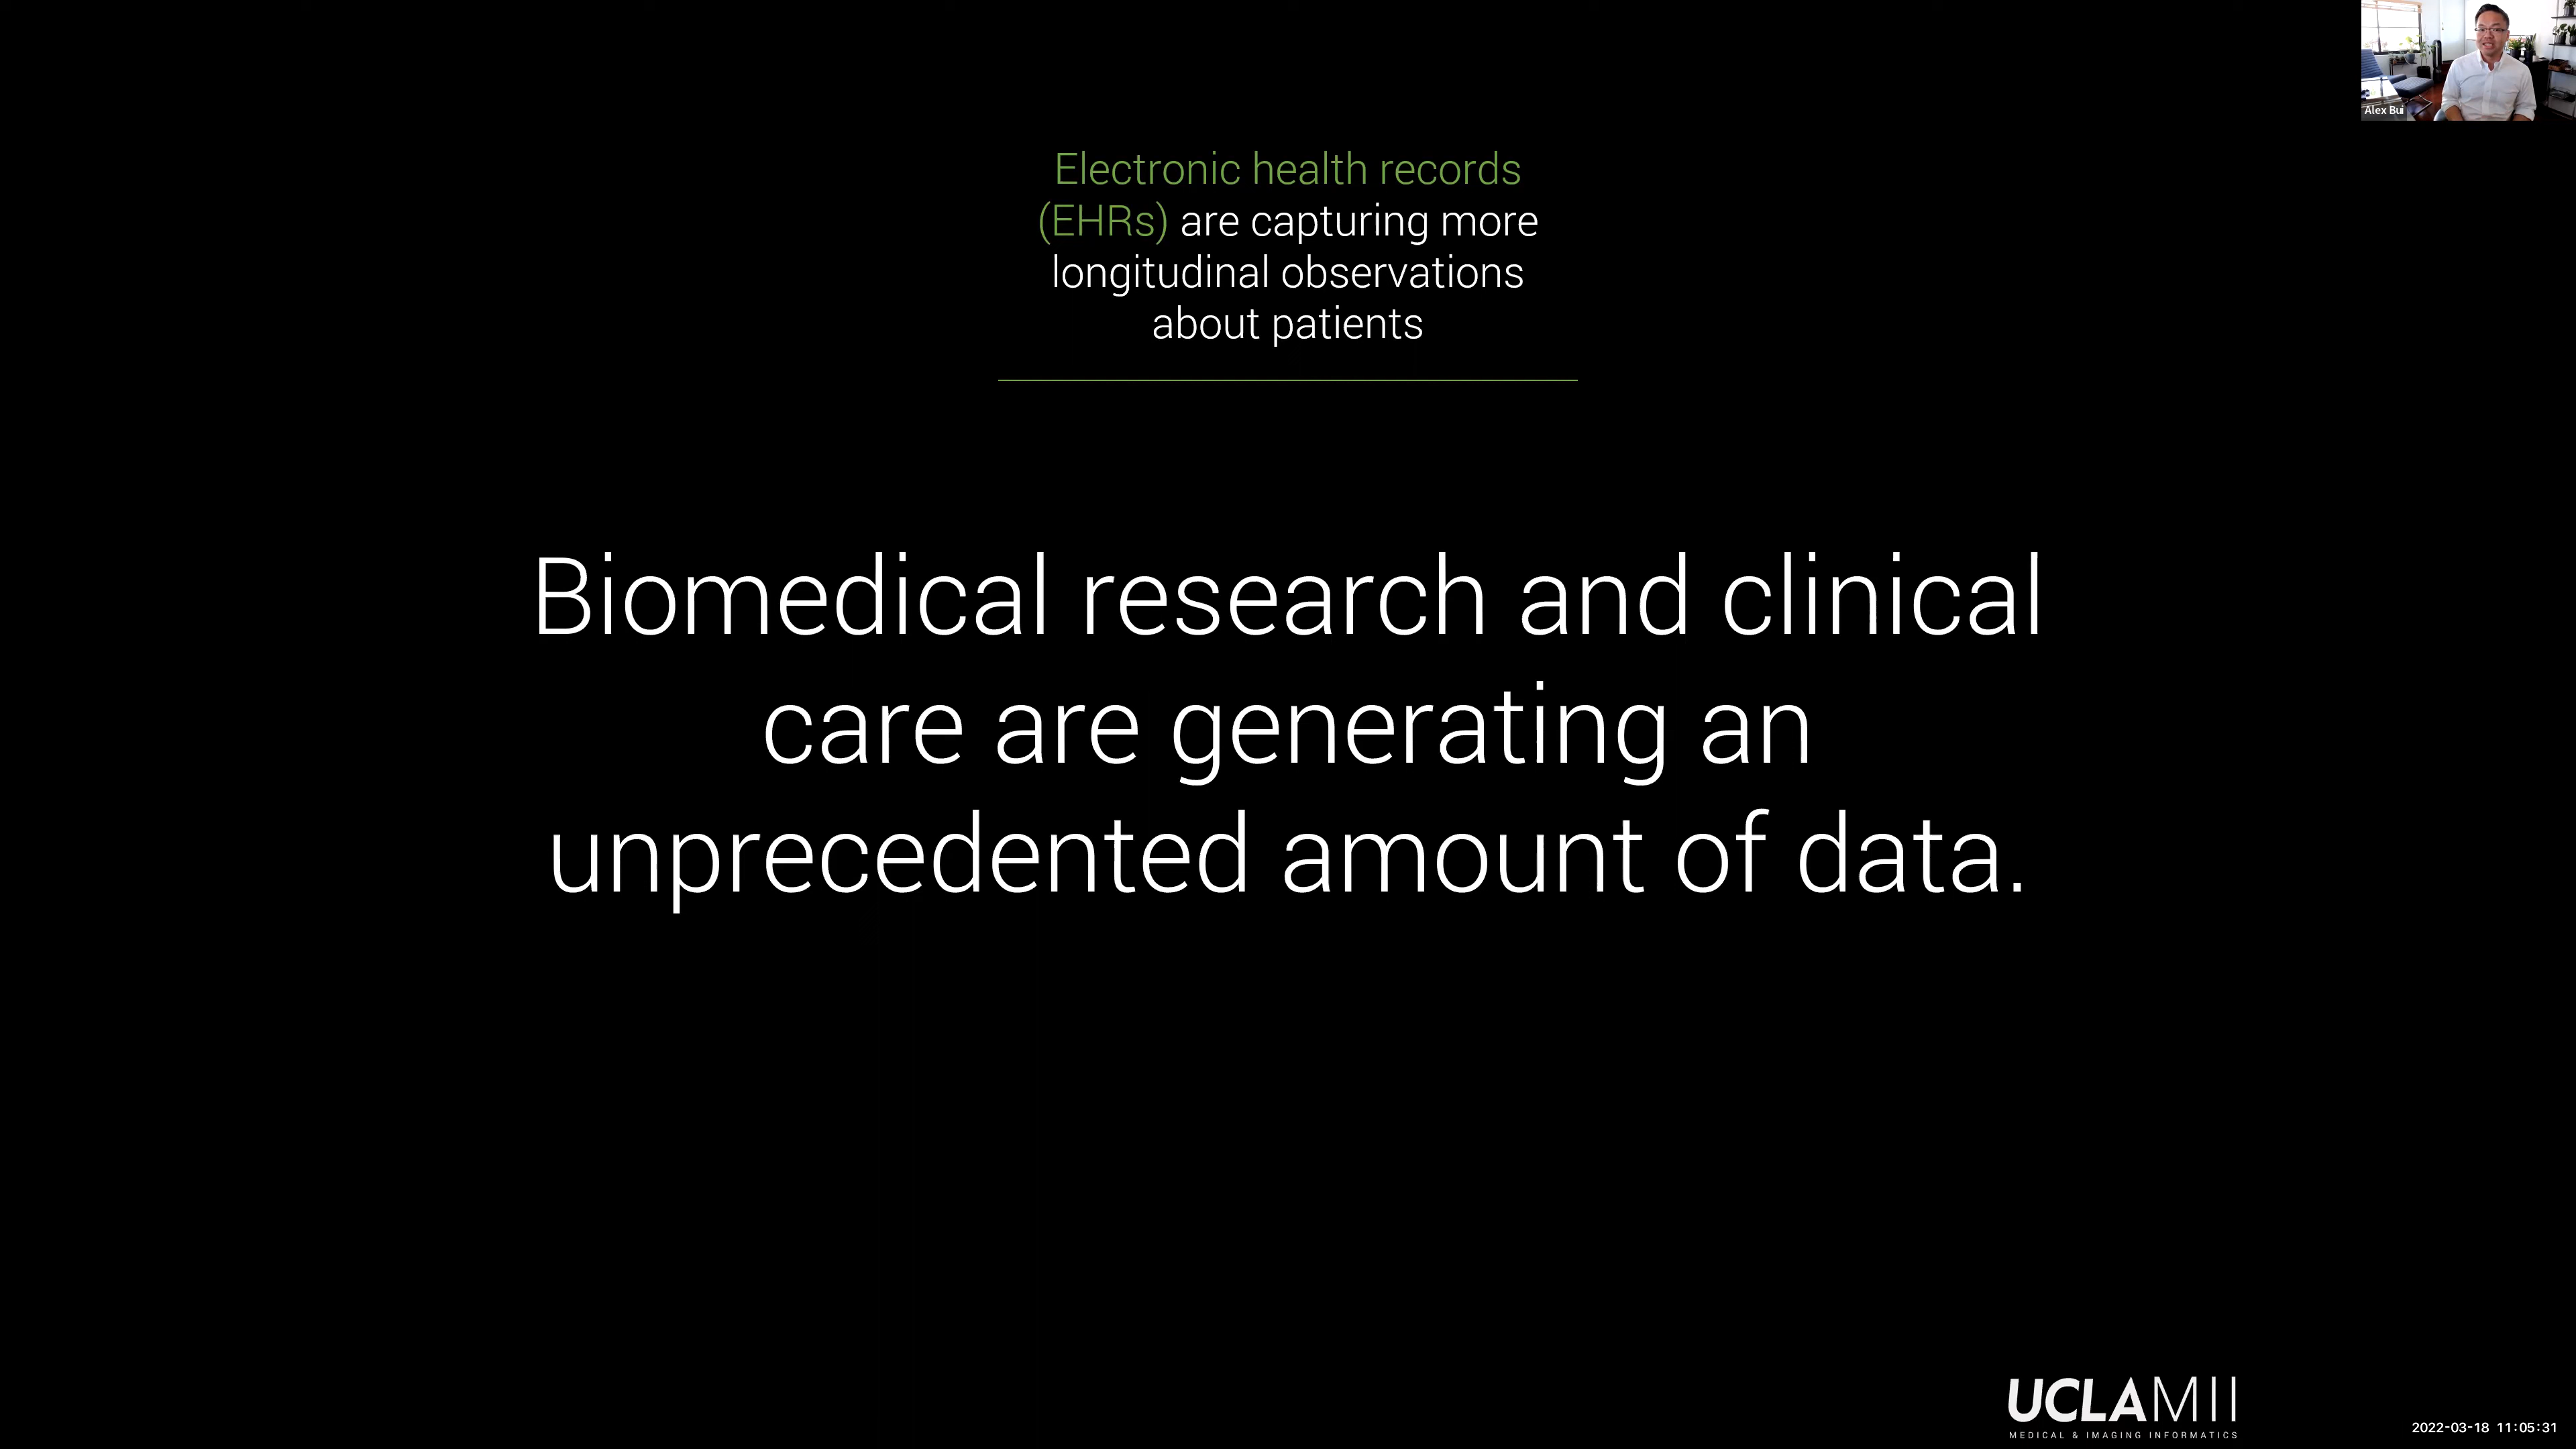 Alex Bui
Electronic health records
(EHRs) are capturing more
longitudinal observations
about patients
Biomedical research and clinical
care are generating an
unprecedented amount of data.
UCLAMII
MEDICAL & IMAGING INFORMATICS
2022-03-18 11:05:31